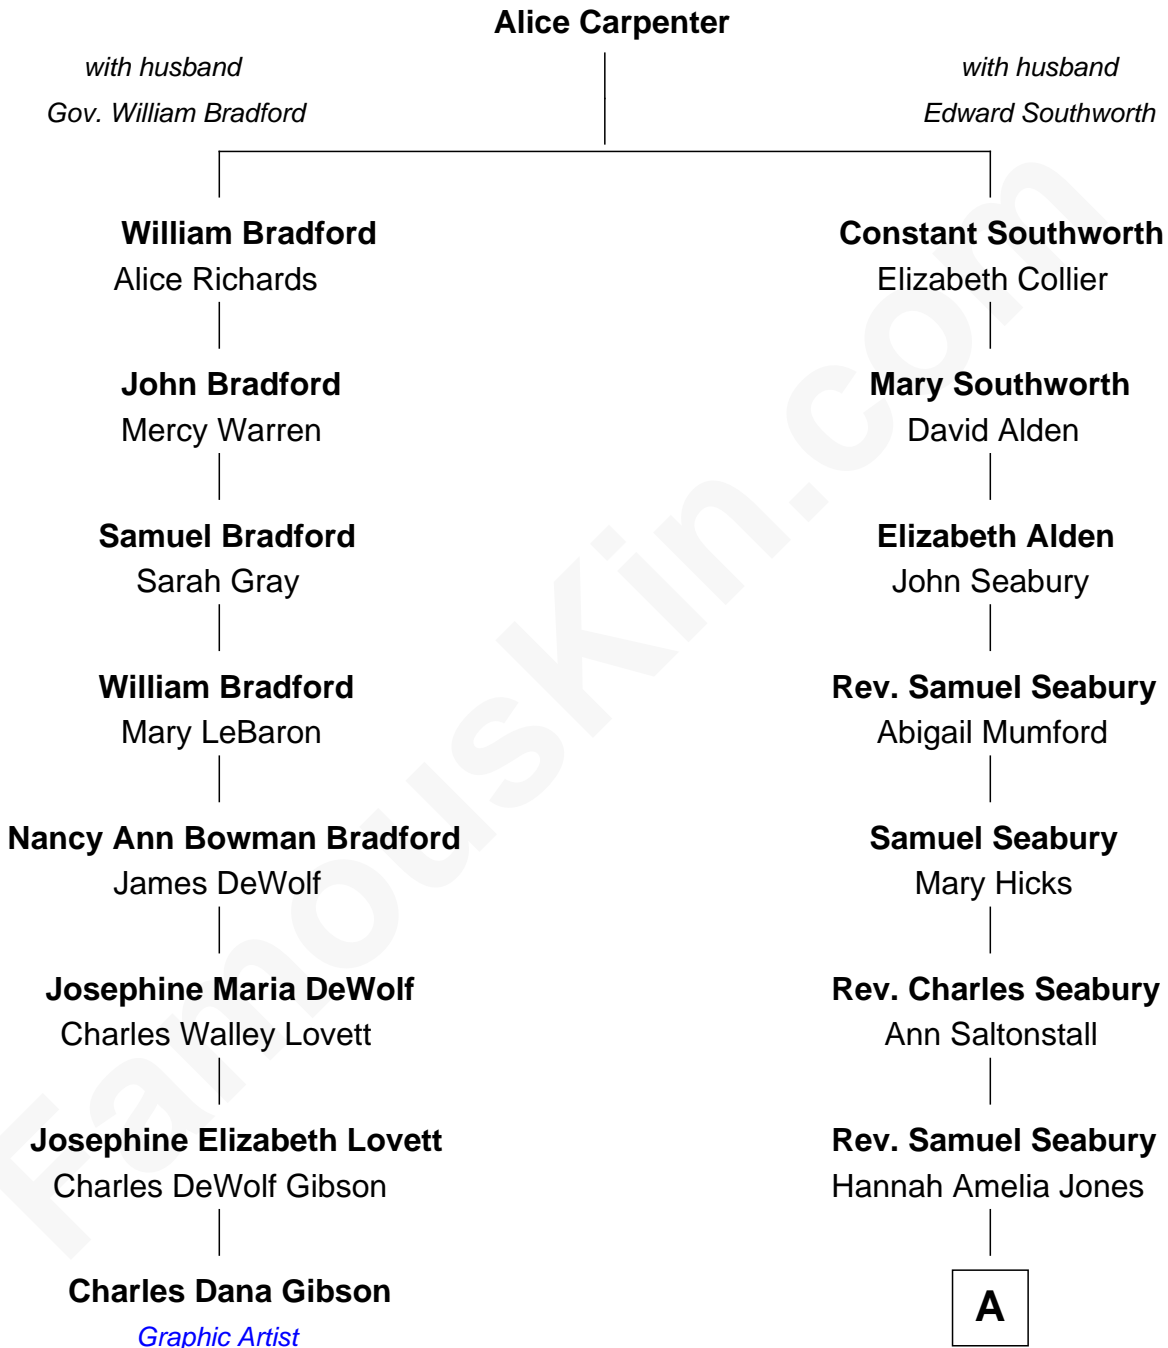 Alice Carpenter
with husband
Gov. William Bradford
with husband
Edward Southworth
William Bradford
Alice Richards
Constant Southworth
Elizabeth Collier
John Bradford
Mercy Warren
Mary Southworth
David Alden
Samuel Bradford
Sarah Gray
Elizabeth Alden
John Seabury
William Bradford
Mary LeBaron
Rev. Samuel Seabury
Abigail Mumford
Nancy Ann Bowman Bradford
James DeWolf
Samuel Seabury
Mary Hicks
Josephine Maria DeWolf
Charles Walley Lovett
Rev. Charles Seabury
Ann Saltonstall
Josephine Elizabeth Lovett
Charles DeWolf Gibson
Rev. Samuel Seabury
Hannah Amelia Jones
Charles Dana Gibson
Graphic Artist
A
FamousKin.com